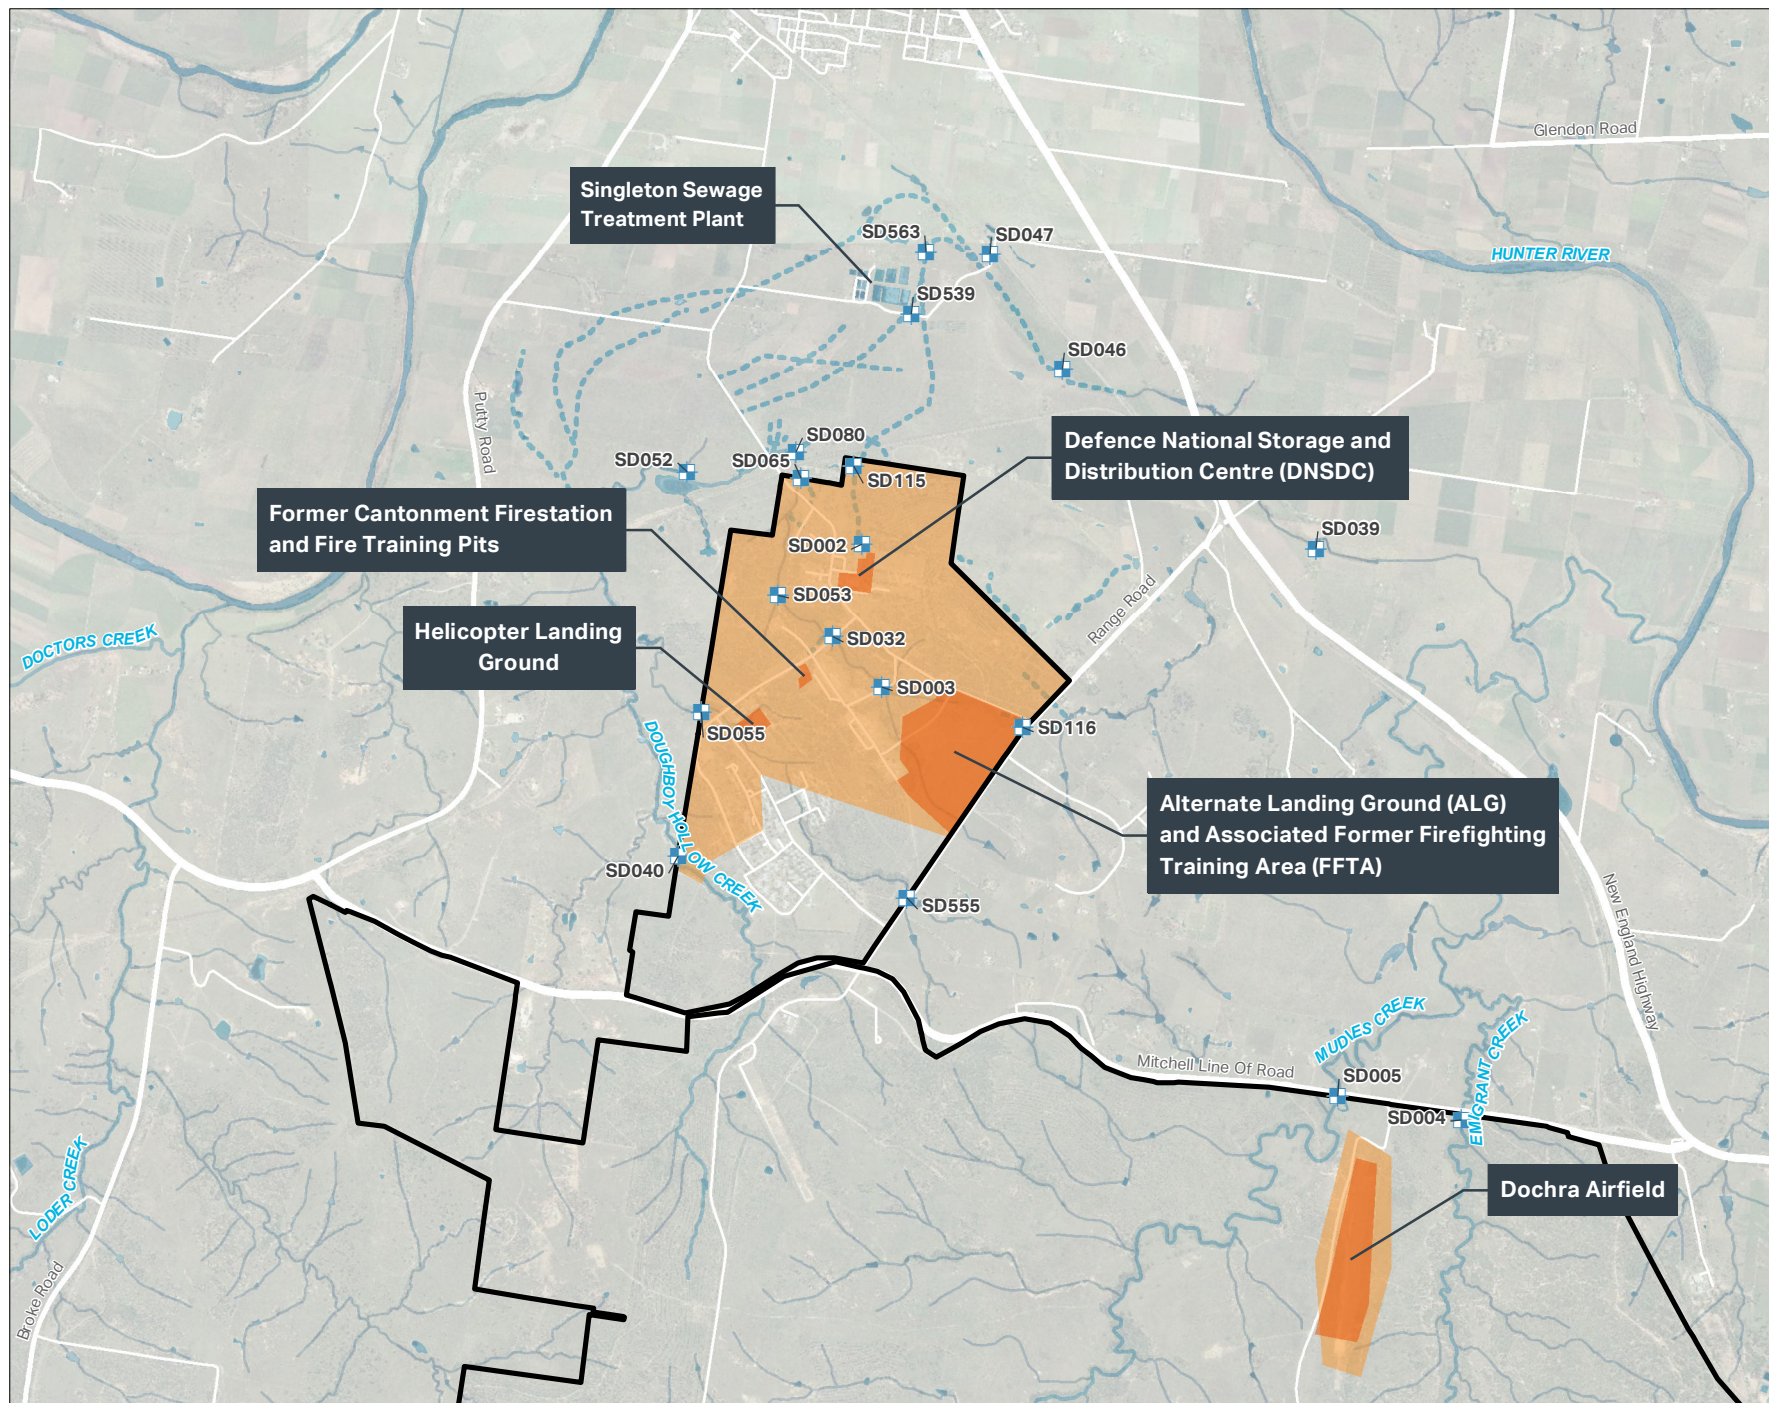 Glendon Road
Singleton Sewage
Treatment Plant
SD563
SD047
HUNTER RIVER
SD539
SD046
Putty Road
SD080
SD052
SD065
SD115
Defence National Storage and
Distribution Centre (DNSDC)
Former Cantonment Firestation
and Fire Training Pits
SD002
SD039
SD053
Range Road
DOCTORS CREEK
Helicopter Landing
Ground
SD032
SD003
SD055
SD116
DOUGHBOY HOLLOW CREEK
Alternate Landing Ground (ALG)
and Associated Former Firefighting
Training Area (FFTA)
SD040
SD555
New England Highway
MUDIES CREEK
EMIGRANT CREEK
Mitchell Line Of Road
SD005
SD004
LODER CREEK
Dochra Airfield
Broke Road